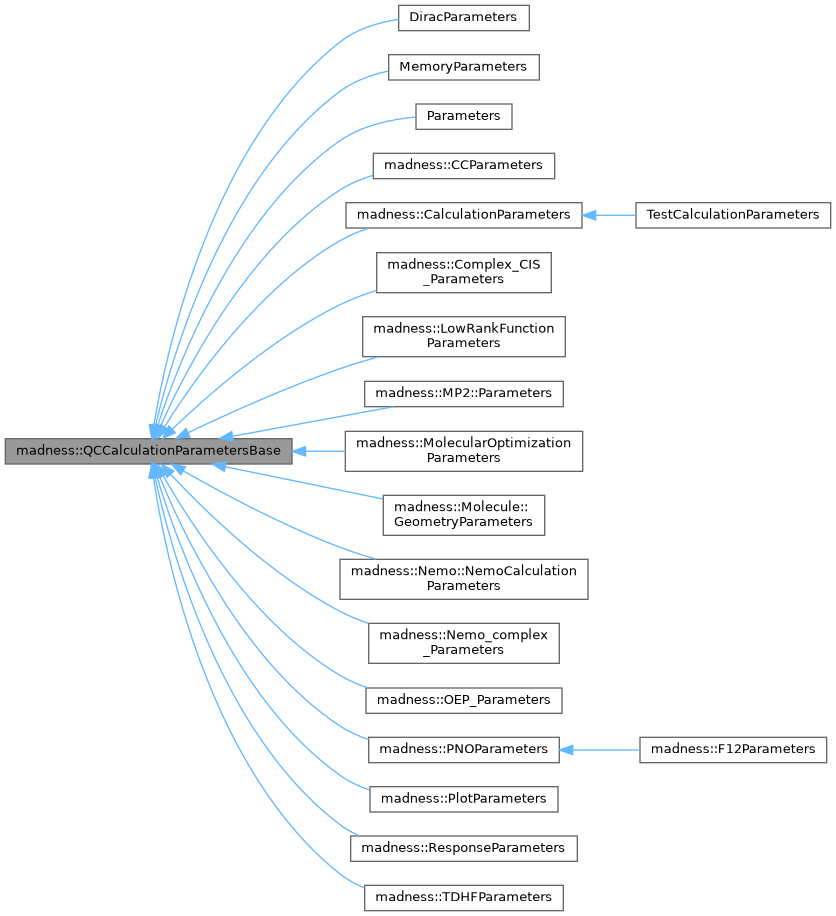 DiracParameters
MemoryParameters
Parameters
madness::CCParameters
madness::CalculationParameters
TestCalculationParameters
madness::Complex_CIS
_Parameters
madness::LowRankFunction
Parameters
madness::MP2::Parameters
madness::QCCalculationParametersBase
madness::MolecularOptimization
Parameters
madness::Molecule::
GeometryParameters
madness::Nemo::NemoCalculation
Parameters
madness::Nemo_complex
_Parameters
madness::OEP_Parameters
madness::PNOParameters
madness::F12Parameters
madness::PlotParameters
madness::ResponseParameters
madness::TDHFParameters